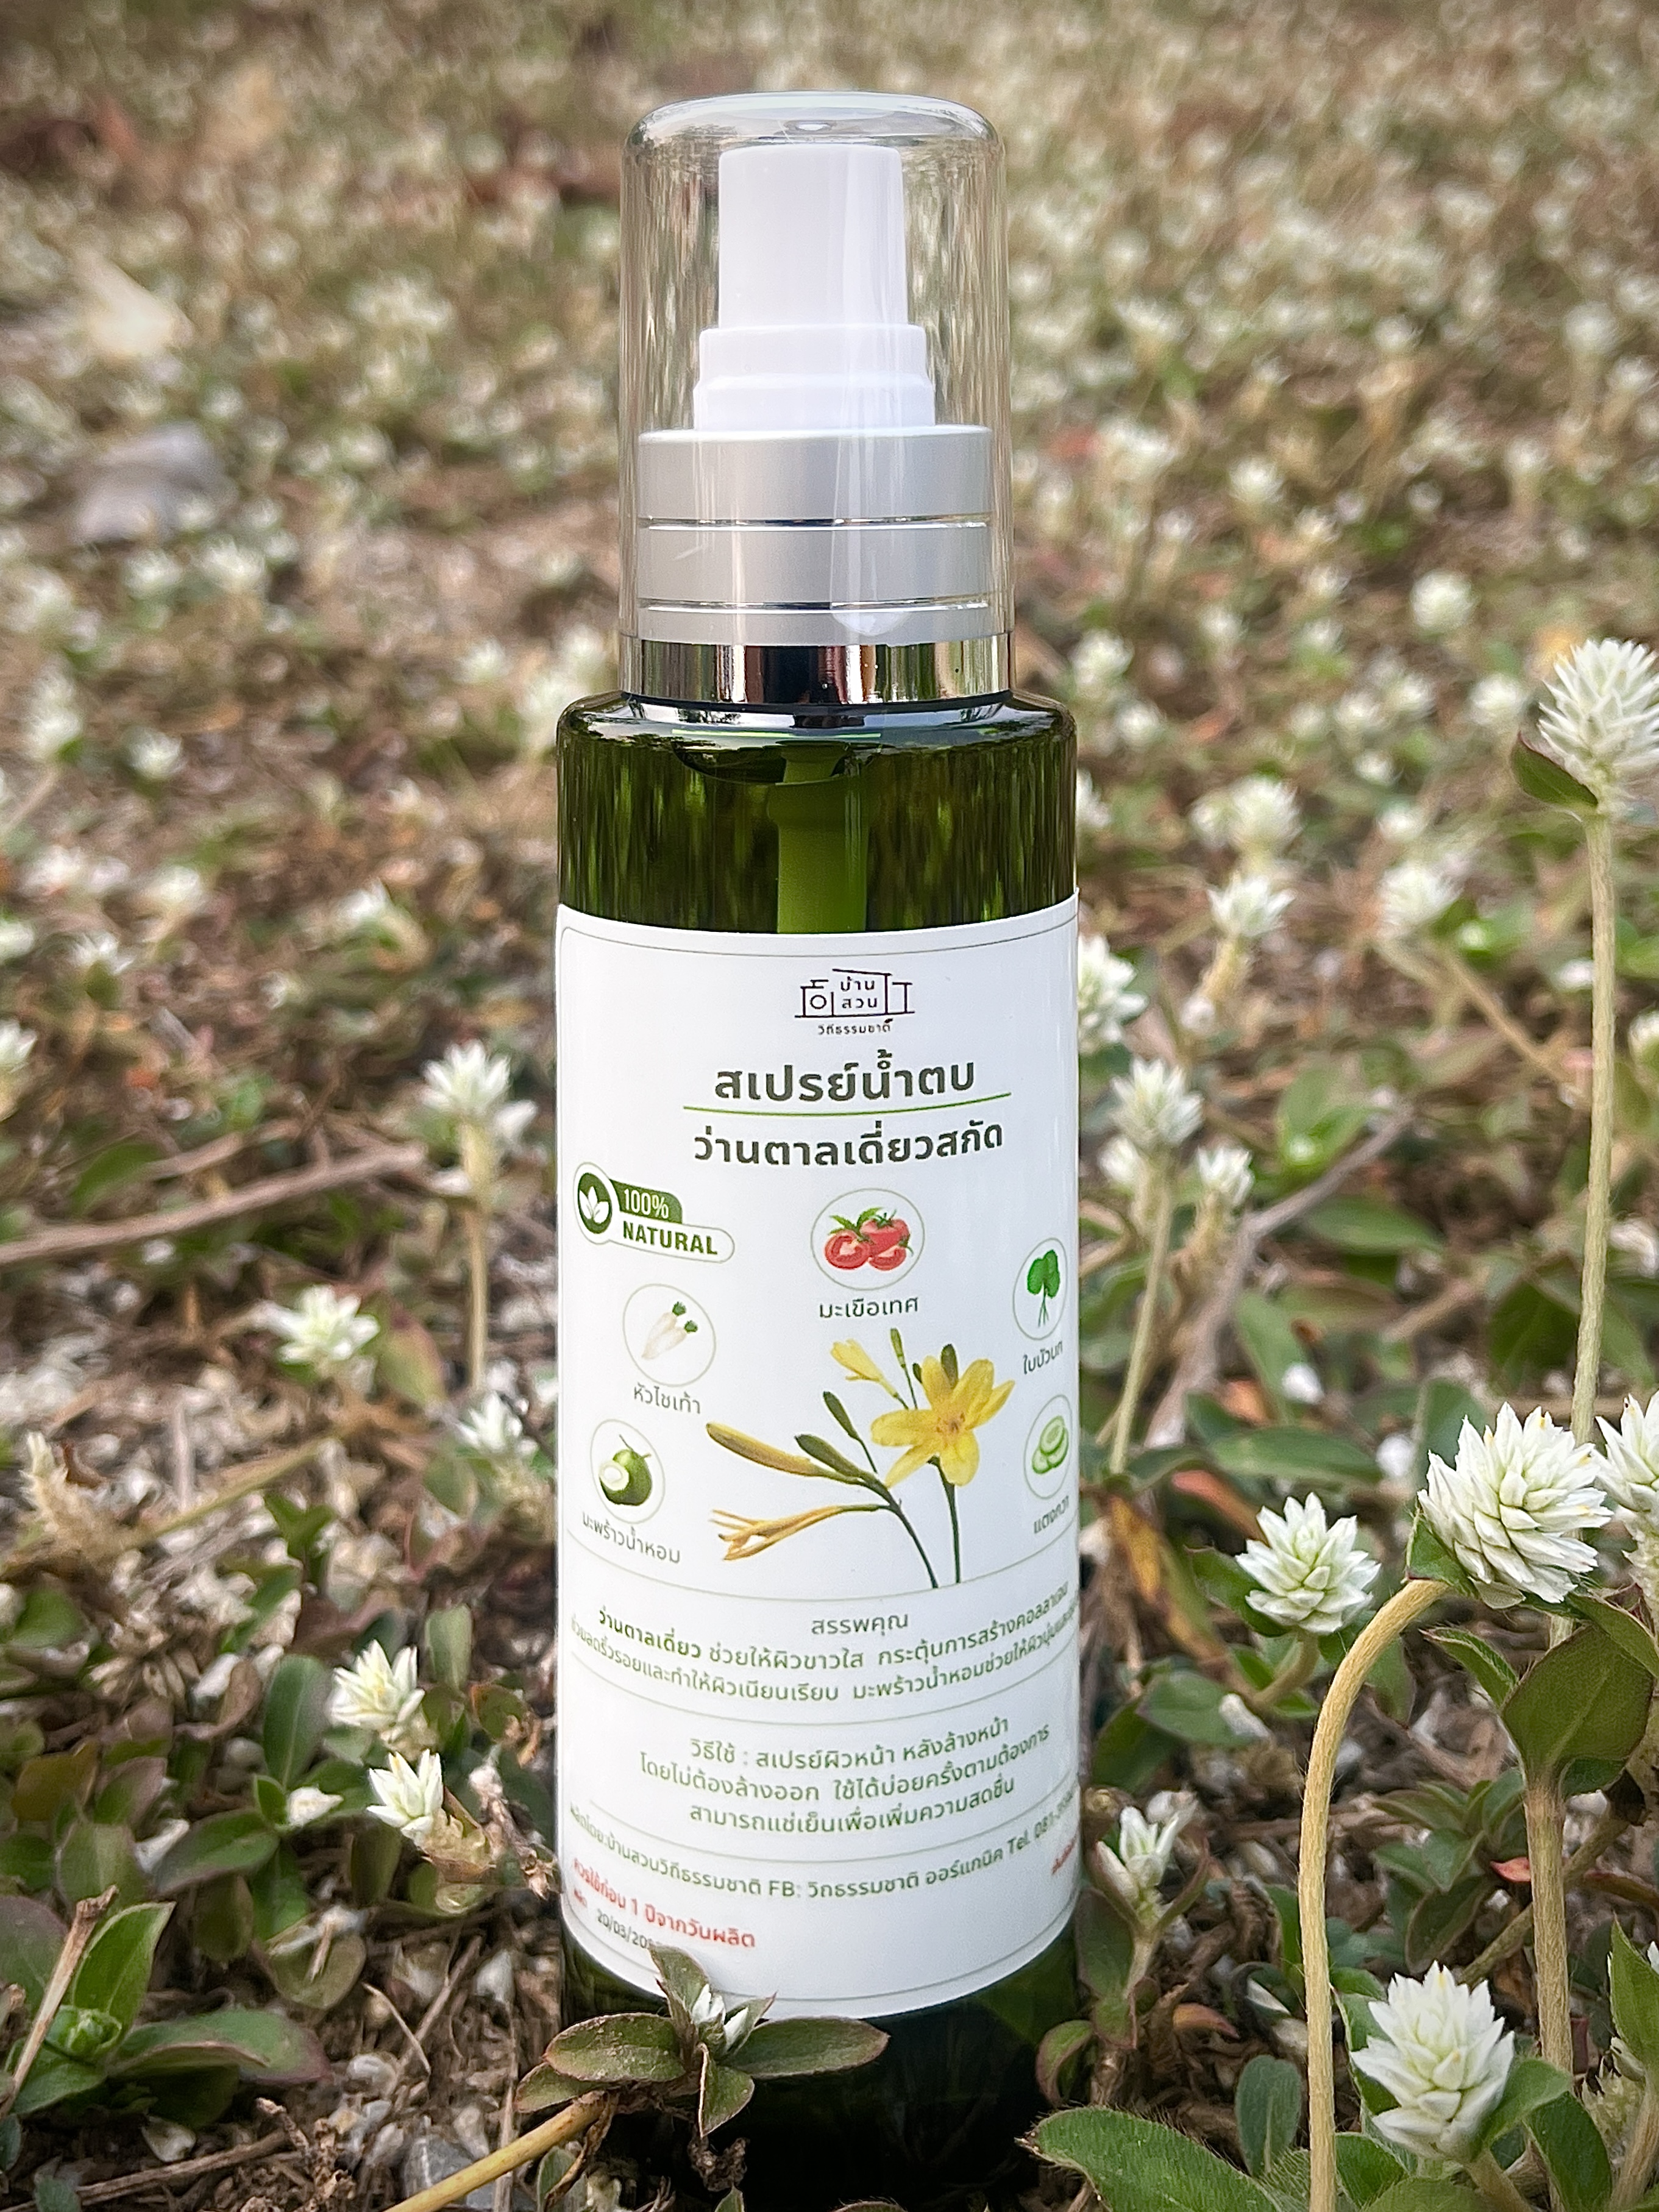 บ้าน
สวน
วิถีธรรมชาติ
สเปรย์น้ำตบ
ว่านตาลเดี่ยวสกัด
100%
NATURAL
มะเขือเทศ
ใบบัวบก
หัวไชเท้า
แตงกวา
มะพร้าวน้ำหอม
สรรพคุณ
ว่านตาลเดี่ยว ช่วยให้ผิวขาวใส กระตุ้นการสร้างคอลลาเจน
ช่วยลดริ้วรอยและทำให้ผิวเนียนเรียบ มะพร้าวน้ำหอมช่วยให้ผิวนุ่ม
วิธีใช้ : สเปรย์ผิวหน้า หลังล้างหน้า
โดยไม่ต้องล้างออก ใช้ได้บ่อยครั้งตามต้องการ
สามารถแช่เย็นเพื่อเพิ่มความสดชื่น
ผลิตโดย:บ้านสวนวิถีธรรมชาติ FB: วิถธรรมชาติ ออร์แกนิค Tel. 081-
ควรใช้ก่อน 1 ปีจากวันผลิต
20/03/20